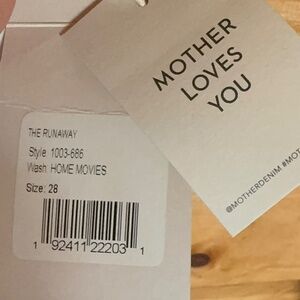 MOTHER
LOVES
YOU
@MOTHERDENIM #MOT
THE RUNAWAY
Style: 1003-686
Wash: HOME MOVIES
Size: 28
1 92411 22203 1